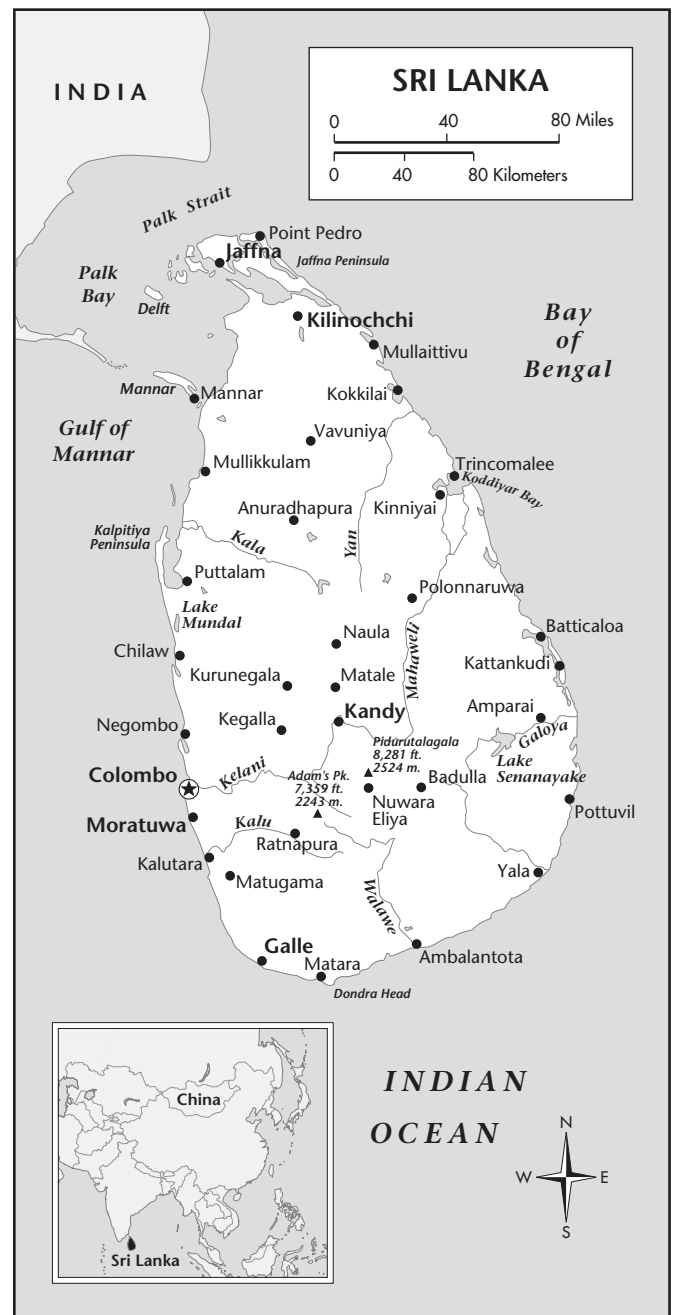 INDIA
SRI LANKA
0 40 80 Miles
0 40 80 Kilometers
Palk Strait
Point Pedro
Jaffna
Jaffna Peninsula
Palk
Bay
Delft
Kilinochchi
Bay
of
Bengal
Mullaittivu
Mannar
Mannar
Kokkilai
Gulf of
Mannar
Vavuniya
Mullikkulam
Trincomalee
Koddiyar Bay
Anuradhapura
Kinniyai
Kalpitiya
Peninsula
Kala
Yan
Puttalam
Polonnaruwa
Lake
Mundal
Mahaweli
Naula
Batticaloa
Chilaw
Kattankudi
Kurunegala
Matale
Kandy
Amparai
Negombo
Kegalla
Galoya
Pidurutalagala
8,281 ft.
2524 m.
Lake
Senanayake
Colombo
Kelani
Adam's Pk.
7,359 ft.
2243 m.
Badulla
Nuwara
Eliya
Pottuvil
Moratuwa
Kalu
Ratnapura
Kalutara
Matugama
Yala
Walawe
Galle
Matara
Ambalantota
Dondra Head
China
Sri Lanka
INDIAN
OCEAN
N
W E
S